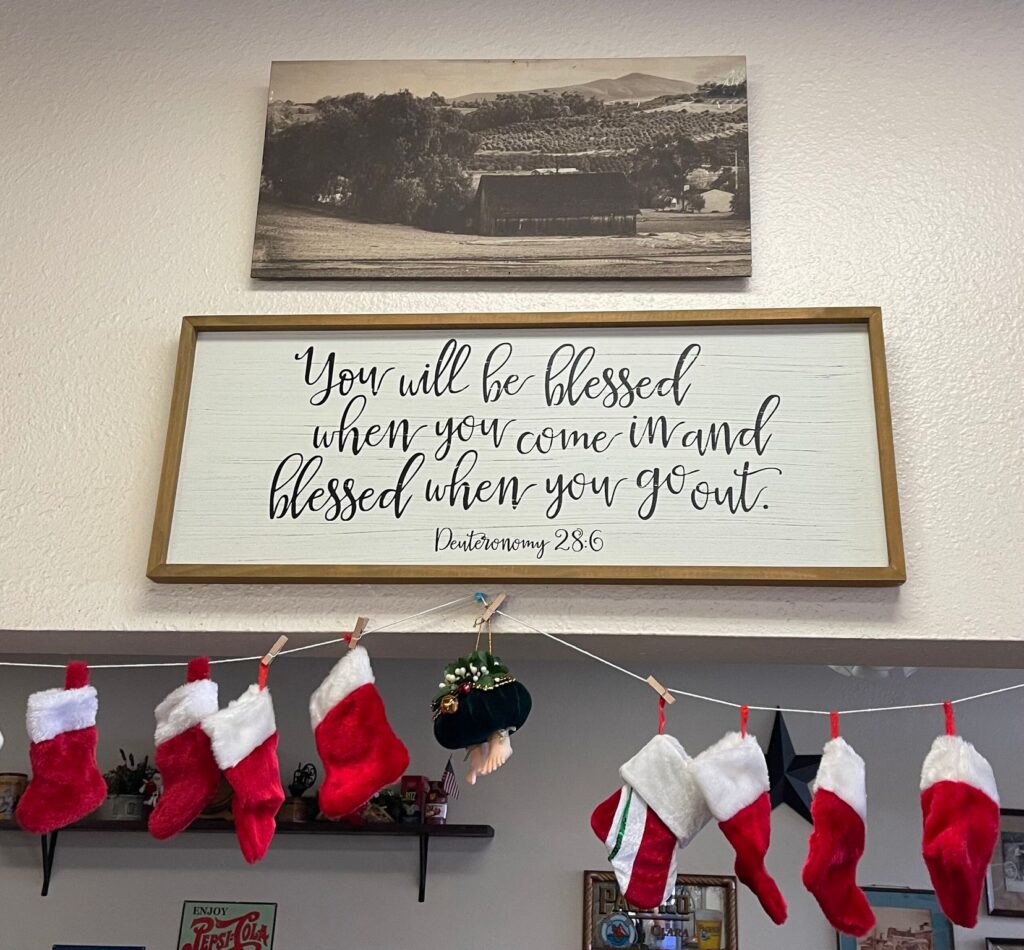 You will be blessed
when you come in and
blessed when you go out.
Deuteronomy 28:6
RITZ
ENJOY
PEPSI-COLA